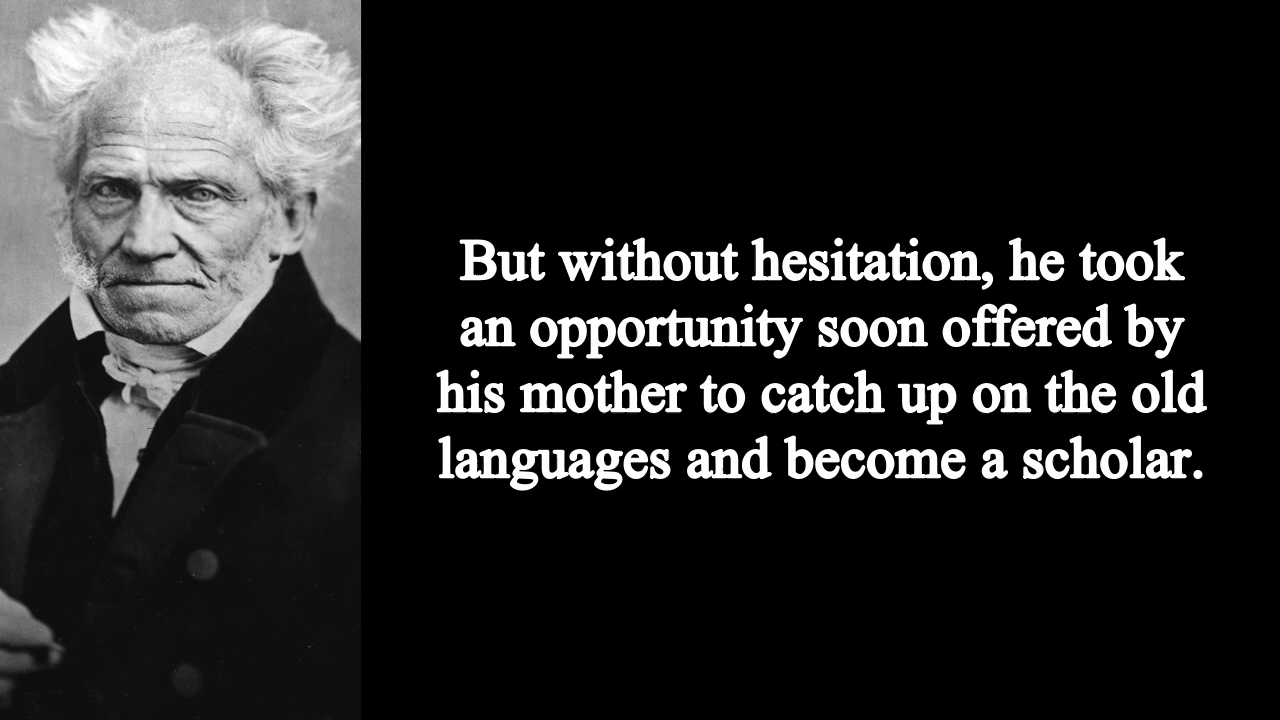 But without hesitation, he took
an opportunity soon offered by
his mother to catch up on the old
languages and become a scholar.